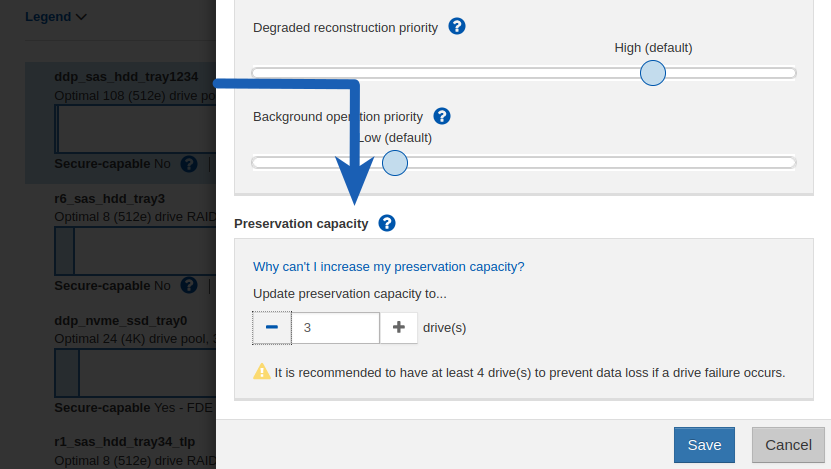 Legend
ddp_sas_hdd_tray1234
Optimal 108 (512e) drive po
Secure-capable No ?
r6_sas_hdd_tray3
Optimal 8 (512e) drive RAID
Secure-capable No ?
ddp_nvme_ssd_tray0
Optimal 24 (4K) drive pool,
Secure-capable Yes - FDE
r1_sas_hdd_tray34_tlp
Optimal 8 (512e) drive RAID
Degraded reconstruction priority ?
High (default)
Background operation priority ?
Low (default)
Preservation capacity ?
Why can't I increase my preservation capacity?
Update preservation capacity to...
− 3 + drive(s)
It is recommended to have at least 4 drive(s) to prevent data loss if a drive failure occurs.
Save Cancel